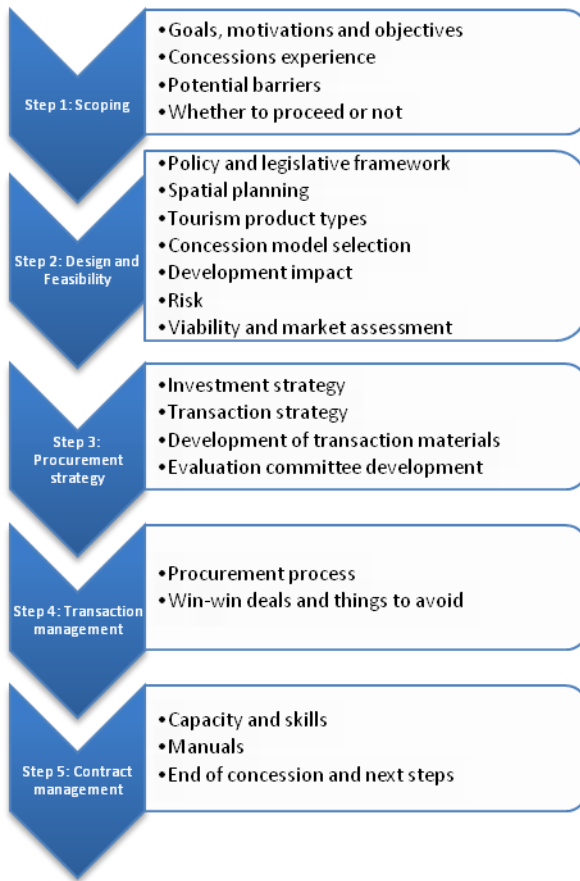 Step 1: Scoping
•Goals, motivations and objectives
•Concessions experience
•Potential barriers
•Whether to proceed or not
Step 2: Design and
Feasibility
•Policy and legislative framework
•Spatial planning
•Tourism product types
•Concession model selection
•Development impact
•Risk
•Viability and market assessment
Step 3:
Procurement
strategy
•Investment strategy
•Transaction strategy
•Development of transaction materials
•Evaluation committee development
Step 4: Transaction
management
•Procurement process
•Win-win deals and things to avoid
Step 5: Contract
management
•Capacity and skills
•Manuals
•End of concession and next steps